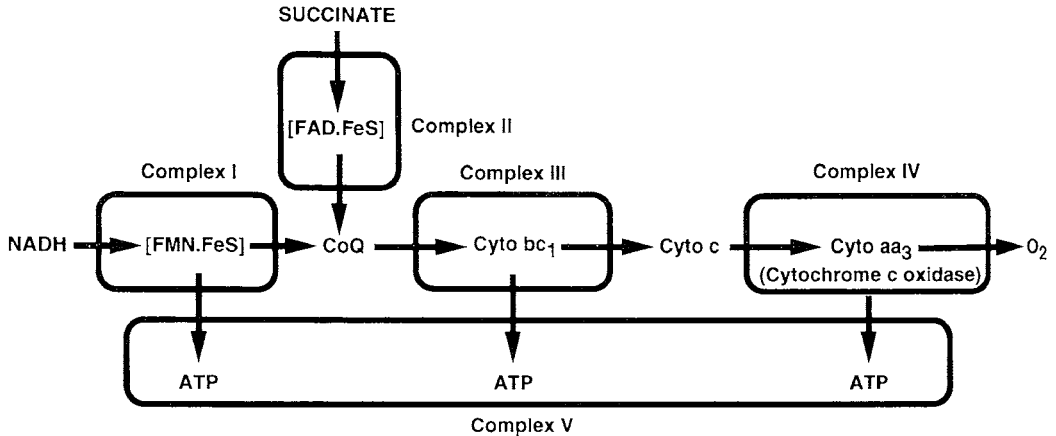 SUCCINATE
[FAD.FeS]
Complex II
Complex I
Complex III
Complex IV
NADH
[FMN.FeS]
CoQ
Cyto bc1
Cyto c
Cyto aa3
O2
(Cytochrome c oxidase)
ATP
ATP
ATP
Complex V